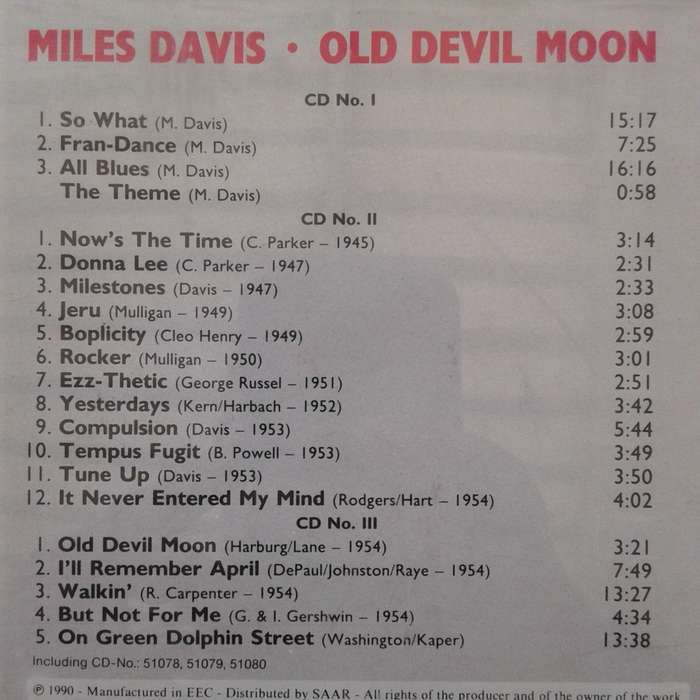 MILES DAVIS · OLD DEVIL MOON
CD No. I
1. So What (M. Davis) 15:17
2. Fran-Dance (M. Davis) 7:25
3. All Blues (M. Davis) 16:16
The Theme (M. Davis) 0:58
CD No. II
1. Now's The Time (C. Parker – 1945) 3:14
2. Donna Lee (C. Parker – 1947) 2:31
3. Milestones (Davis – 1947) 2:33
4. Jeru (Mulligan – 1949) 3:08
5. Boplicity (Cleo Henry – 1949) 2:59
6. Rocker (Mulligan – 1950) 3:01
7. Ezz-Thetic (George Russel – 1951) 2:51
8. Yesterdays (Kern/Harbach – 1952) 3:42
9. Compulsion (Davis – 1953) 5:44
10. Tempus Fugit (B. Powell – 1953) 3:49
11. Tune Up (Davis – 1953) 3:50
12. It Never Entered My Mind (Rodgers/Hart – 1954) 4:02
CD No. III
1. Old Devil Moon (Harburg/Lane – 1954) 3:21
2. I'll Remember April (DePaul/Johnston/Raye – 1954) 7:49
3. Walkin' (R. Carpenter – 1954) 13:27
4. But Not For Me (G. & I. Gershwin – 1954) 4:34
5. On Green Dolphin Street (Washington/Kaper) 13:38
Including CD-No.: 51078, 51079, 51080
℗ 1990 - Manufactured in EEC - Distributed by SAAR - All rights of the producer and of the owner of the work